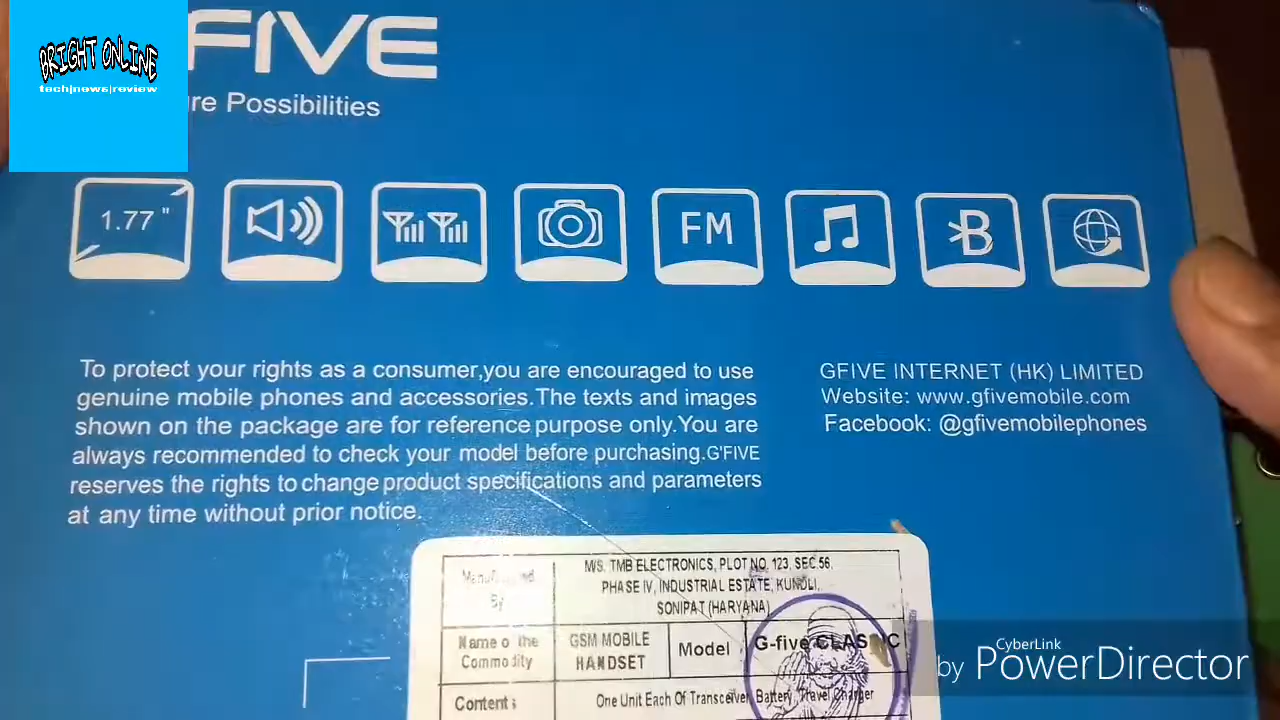 BRIGHT ONLINE
tech|news|review
FIVE
re Possibilities
1.77 "
FM
B
To protect your rights as a consumer,you are encouraged to use
genuine mobile phones and accessories.The texts and images
shown on the package are for reference purpose only.You are
always recommended to check your model before purchasing.G'FIVE
reserves the rights to change product specifications and parameters
at any time without prior notice.
GFIVE INTERNET (HK) LIMITED
Website: www.gfivemobile.com
Facebook: @gfivemobilephones
Manufactured By
M/S. TMB ELECTRONICS, PLOT NO. 123, SEC 56,
PHASE IV, INDUSTRIAL ESTATE, KUNDLI,
SONIPAT (HARYANA)
Name of the Commodity
GSM MOBILE HANDSET
Model
G-five CLASSIC
Contents
One Unit Each Of Transceiver, Battery, Travel Charger
CyberLink
by PowerDirector